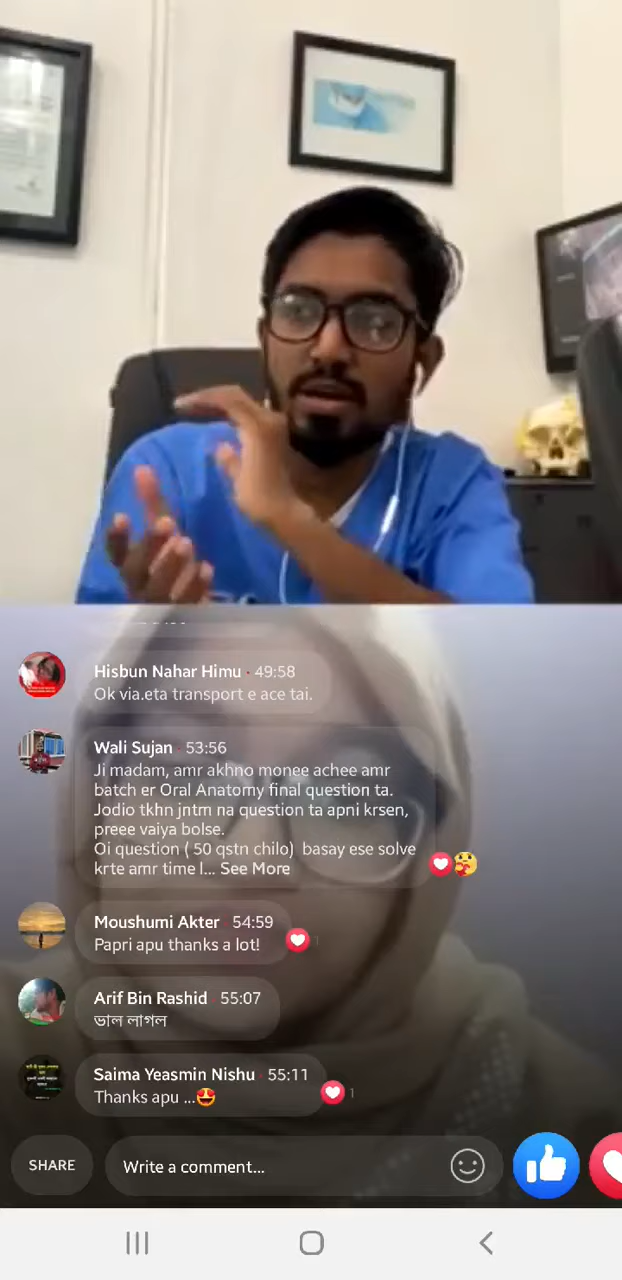 Hisbun Nahar Himu · 49:58
Ok via.eta transport e ace tai.
Wali Sujan · 53:56
Ji madam, amr akhno monee achee amr
batch er Oral Anatomy final question ta.
Jodio tkhn jntm na question ta apni krsen,
preee vaiya bolse.
Oi question ( 50 qstn chilo) basay ese solve
krte amr time l... See More
Moushumi Akter · 54:59
Papri apu thanks a lot!
1
Arif Bin Rashid · 55:07
ভাল লাগল
Saima Yeasmin Nishu · 55:11
Thanks apu ...🤩
1
SHARE
Write a comment...